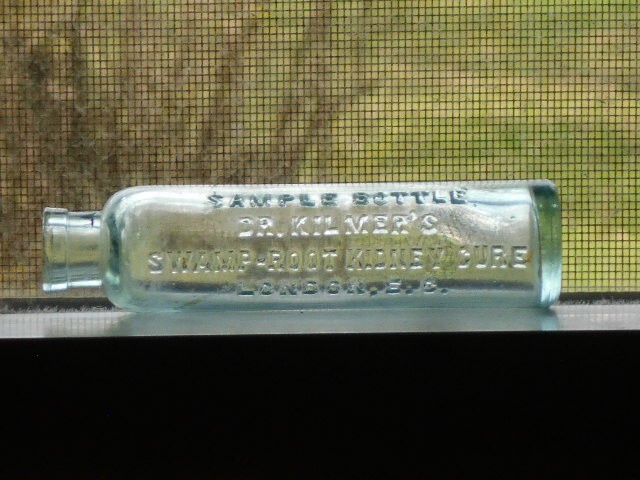 SAMPLE BOTTLE
DR. KILMER'S
SWAMP-ROOT KIDNEY CURE
LONDON, E.C.